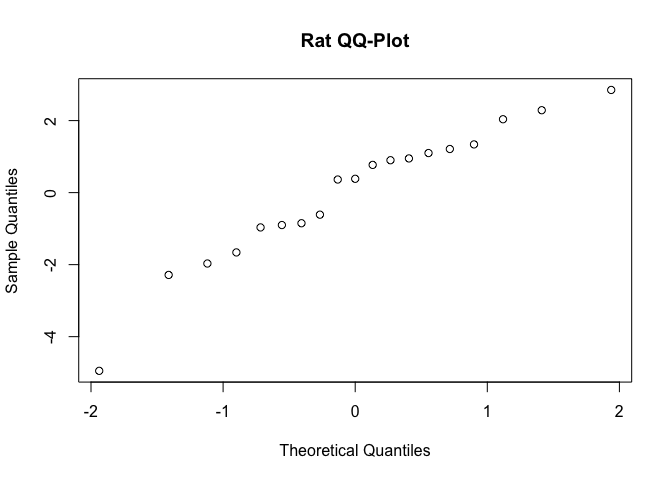 Rat QQ-Plot
Sample Quantiles
2
0
-2
-4
-2 -1 0 1 2
Theoretical Quantiles